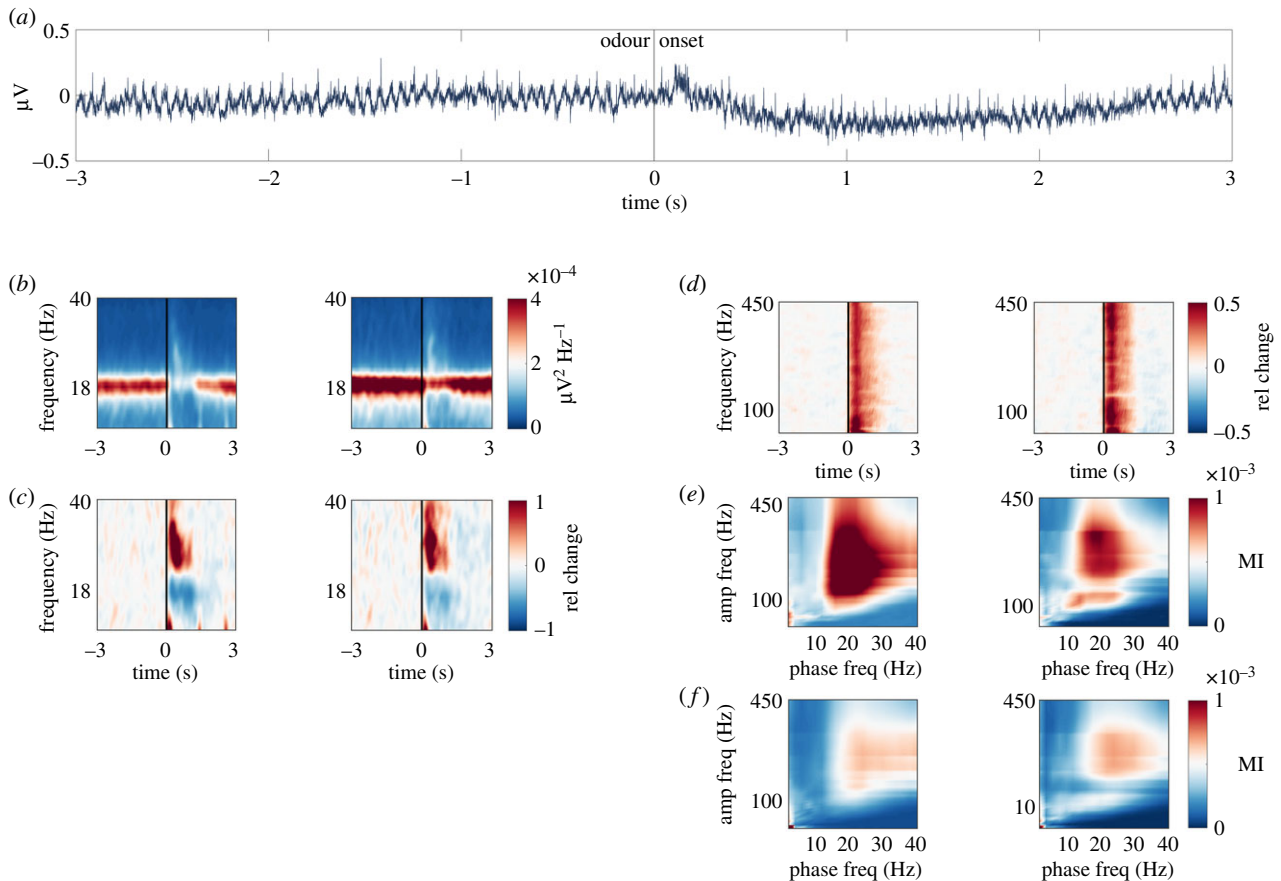 (a)
0.5
odour onset
µV
0
–0.5
–3 –2 –1 0 1 2 3
time (s)
(b)
frequency (Hz)
40
18
–3 0 3
–3 0 3
×10–4
4
2
0
µV2 Hz–1
(c)
frequency (Hz)
40
18
–3 0 3
time (s)
–3 0 3
time (s)
1
0
–1
rel change
(d)
frequency (Hz)
450
100
–3 0 3
time (s)
450
100
–3 0 3
time (s)
0.5
0
–0.5
rel change
(e)
amp freq (Hz)
450
100
10 20 30 40
phase freq (Hz)
450
100
10 20 30 40
phase freq (Hz)
×10–3
1
0
MI
(f)
amp freq (Hz)
450
100
10 20 30 40
phase freq (Hz)
450
10
10 20 30 40
phase freq (Hz)
×10–3
1
0
MI